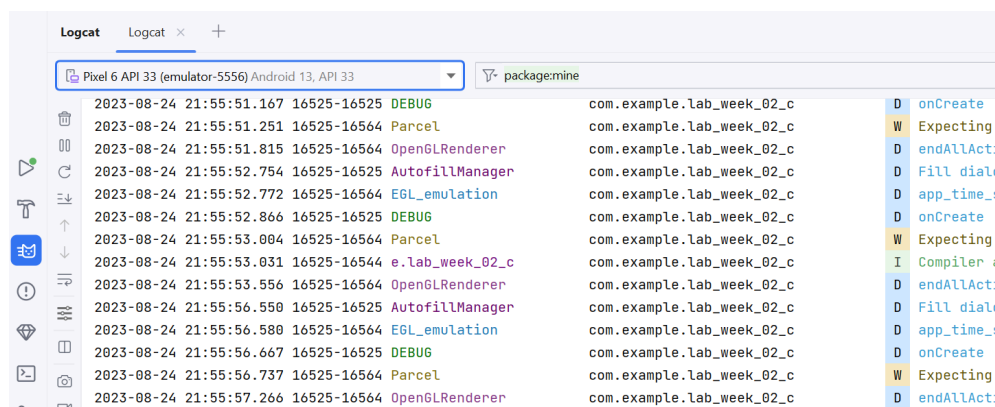 Logcat Logcat
Pixel 6 API 33 (emulator-5556) Android 13, API 33 package:mine
2023-08-24 21:55:51.167 16525-16525 DEBUG com.example.lab_week_02_c D onCreate
2023-08-24 21:55:51.251 16525-16564 Parcel com.example.lab_week_02_c W Expecting
2023-08-24 21:55:51.815 16525-16564 OpenGLRenderer com.example.lab_week_02_c D endAllActi
2023-08-24 21:55:52.754 16525-16525 AutofillManager com.example.lab_week_02_c D Fill dialo
2023-08-24 21:55:52.772 16525-16564 EGL_emulation com.example.lab_week_02_c D app_time_s
2023-08-24 21:55:52.866 16525-16525 DEBUG com.example.lab_week_02_c D onCreate
2023-08-24 21:55:53.004 16525-16564 Parcel com.example.lab_week_02_c W Expecting
2023-08-24 21:55:53.031 16525-16544 e.lab_week_02_c com.example.lab_week_02_c I Compiler a
2023-08-24 21:55:53.556 16525-16564 OpenGLRenderer com.example.lab_week_02_c D endAllActi
2023-08-24 21:55:56.550 16525-16525 AutofillManager com.example.lab_week_02_c D Fill dialo
2023-08-24 21:55:56.580 16525-16564 EGL_emulation com.example.lab_week_02_c D app_time_s
2023-08-24 21:55:56.667 16525-16525 DEBUG com.example.lab_week_02_c D onCreate
2023-08-24 21:55:56.737 16525-16564 Parcel com.example.lab_week_02_c W Expecting
2023-08-24 21:55:57.266 16525-16564 OpenGLRenderer com.example.lab_week_02_c D endAllActi